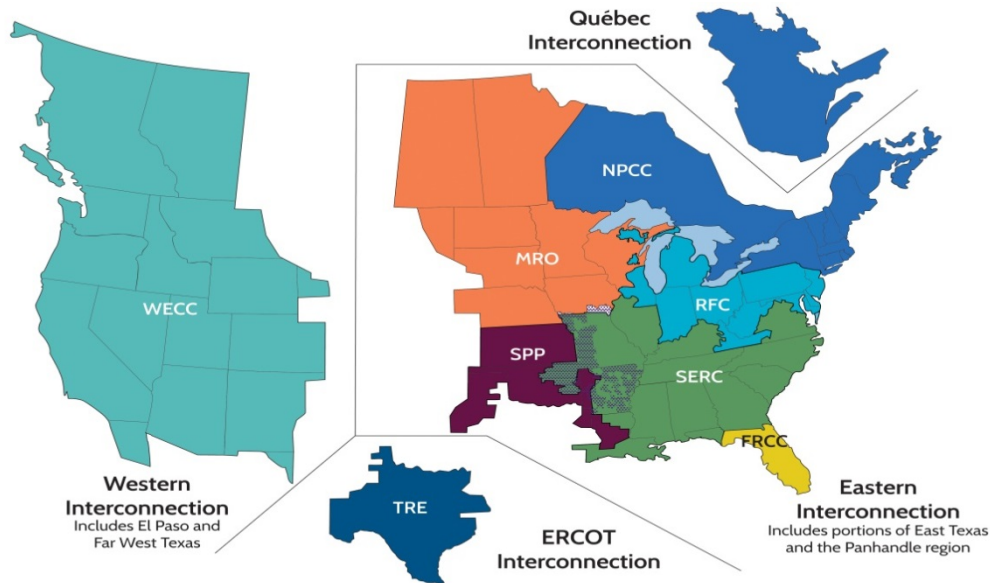 Québec
Interconnection
NPCC
MRO
WECC
RFC
SPP
SERC
FRCC
Western
Interconnection
Includes El Paso and
Far West Texas
TRE
ERCOT
Interconnection
Eastern
Interconnection
Includes portions of East Texas
and the Panhandle region